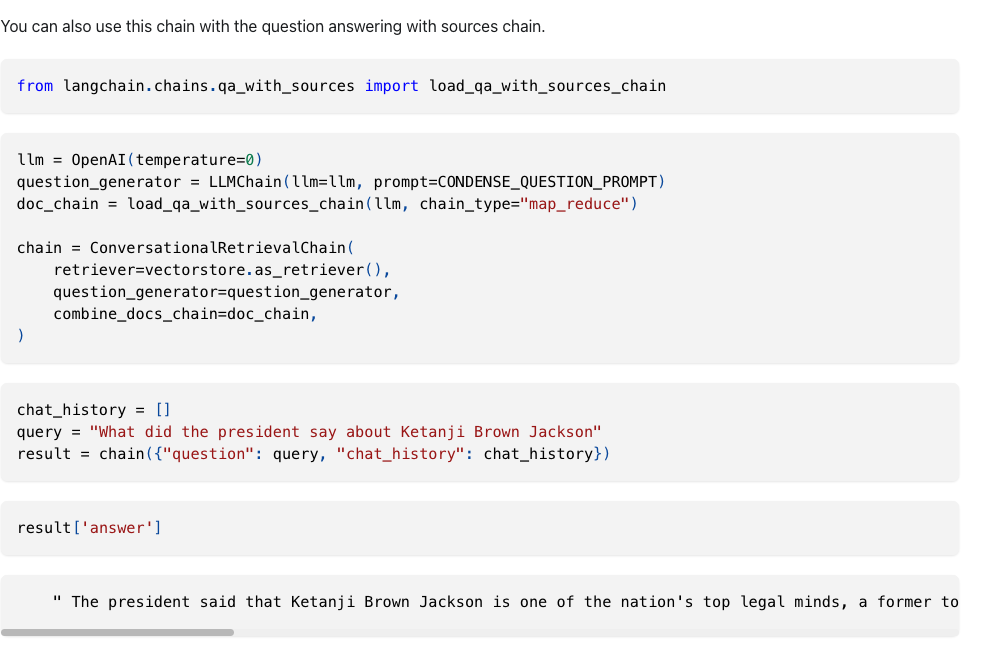 You can also use this chain with the question answering with sources chain.
from langchain.chains.qa_with_sources import load_qa_with_sources_chain
llm = OpenAI(temperature=0)
question_generator = LLMChain(llm=llm, prompt=CONDENSE_QUESTION_PROMPT)
doc_chain = load_qa_with_sources_chain(llm, chain_type="map_reduce")
chain = ConversationalRetrievalChain(
    retriever=vectorstore.as_retriever(),
    question_generator=question_generator,
    combine_docs_chain=doc_chain,
)
chat_history = []
query = "What did the president say about Ketanji Brown Jackson"
result = chain({"question": query, "chat_history": chat_history})
result['answer']
    " The president said that Ketanji Brown Jackson is one of the nation's top legal minds, a former to